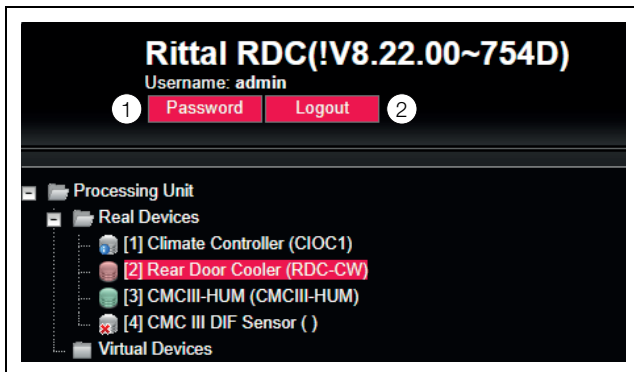 Rittal RDC(!V8.22.00~754D)
Username: admin
1 Password Logout 2
Processing Unit
Real Devices
[1] Climate Controller (CIOC1)
[2] Rear Door Cooler (RDC-CW)
[3] CMCIII-HUM (CMCIII-HUM)
[4] CMC III DIF Sensor ( )
Virtual Devices